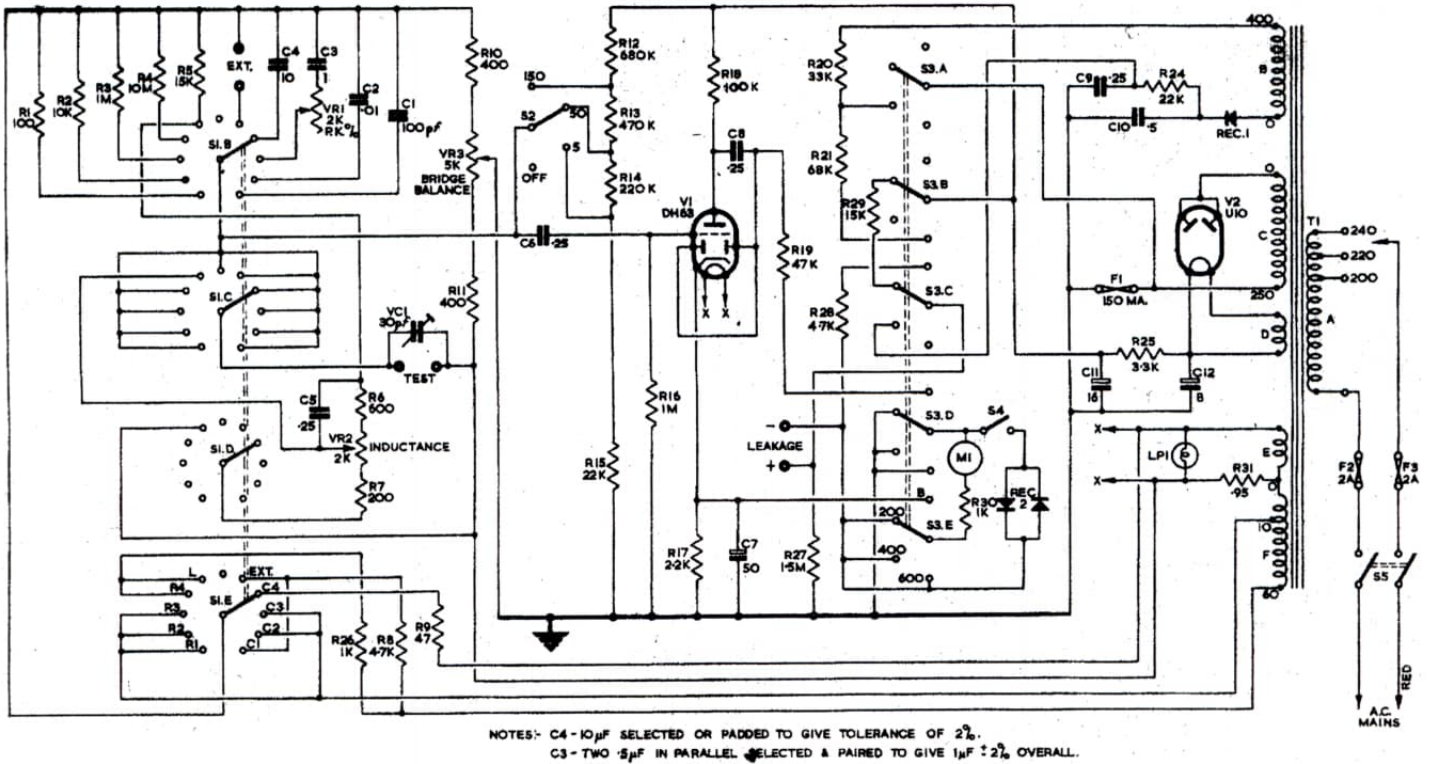 R1
100
R2
10K
R3
1M
R4
10M
R5
15K
EXT.
C4
10
C3
1
VR1
2K
RK.%
C2
.01
C1
100pf
S1.B
R10
400
VR3
5K
BRIDGE
BALANCE
R11
400
150
S2
50
5
OFF
R12
680K
R13
470K
R14
220K
C6
.25
R18
100K
C8
.25
V1
DH63
X X
R19
47K
R16
1M
R15
22K
R17
2.2K
C7
50
S1.C
VC1
30pf
TEST
C5
.25
R6
600
VR2
2K
INDUCTANCE
R7
200
S1.D
L
R4
R3
R2
R1
S1.E
EXT.
C4
C3
C2
C1
R26
1K
R8
4.7K
R9
47
R20
33K
R21
68K
R29
15K
R28
4.7K
S3.A
S3.B
S3.C
S3.D
S3.E
-
LEAKAGE
+
R27
1.5M
B
200
400
600
M1
S4
R30
1K
REC.
2
C9
.25
R24
22K
C10
.5
REC.1
400
B
O
O
C
250
D
V2
U10
F1
150 MA.
R25
3.3K
C11
16
C12
8
T1
A
240
220
200
X
X
LP1
R31
.95
E
O
10
F
60
F2
2A
F3
2A
S5
RED
A.C.
MAINS
NOTES:- C4 - 10µF SELECTED OR PADDED TO GIVE TOLERANCE OF 2%.
C3 - TWO .5µF IN PARALLEL SELECTED & PAIRED TO GIVE 1µF ± 2% OVERALL.